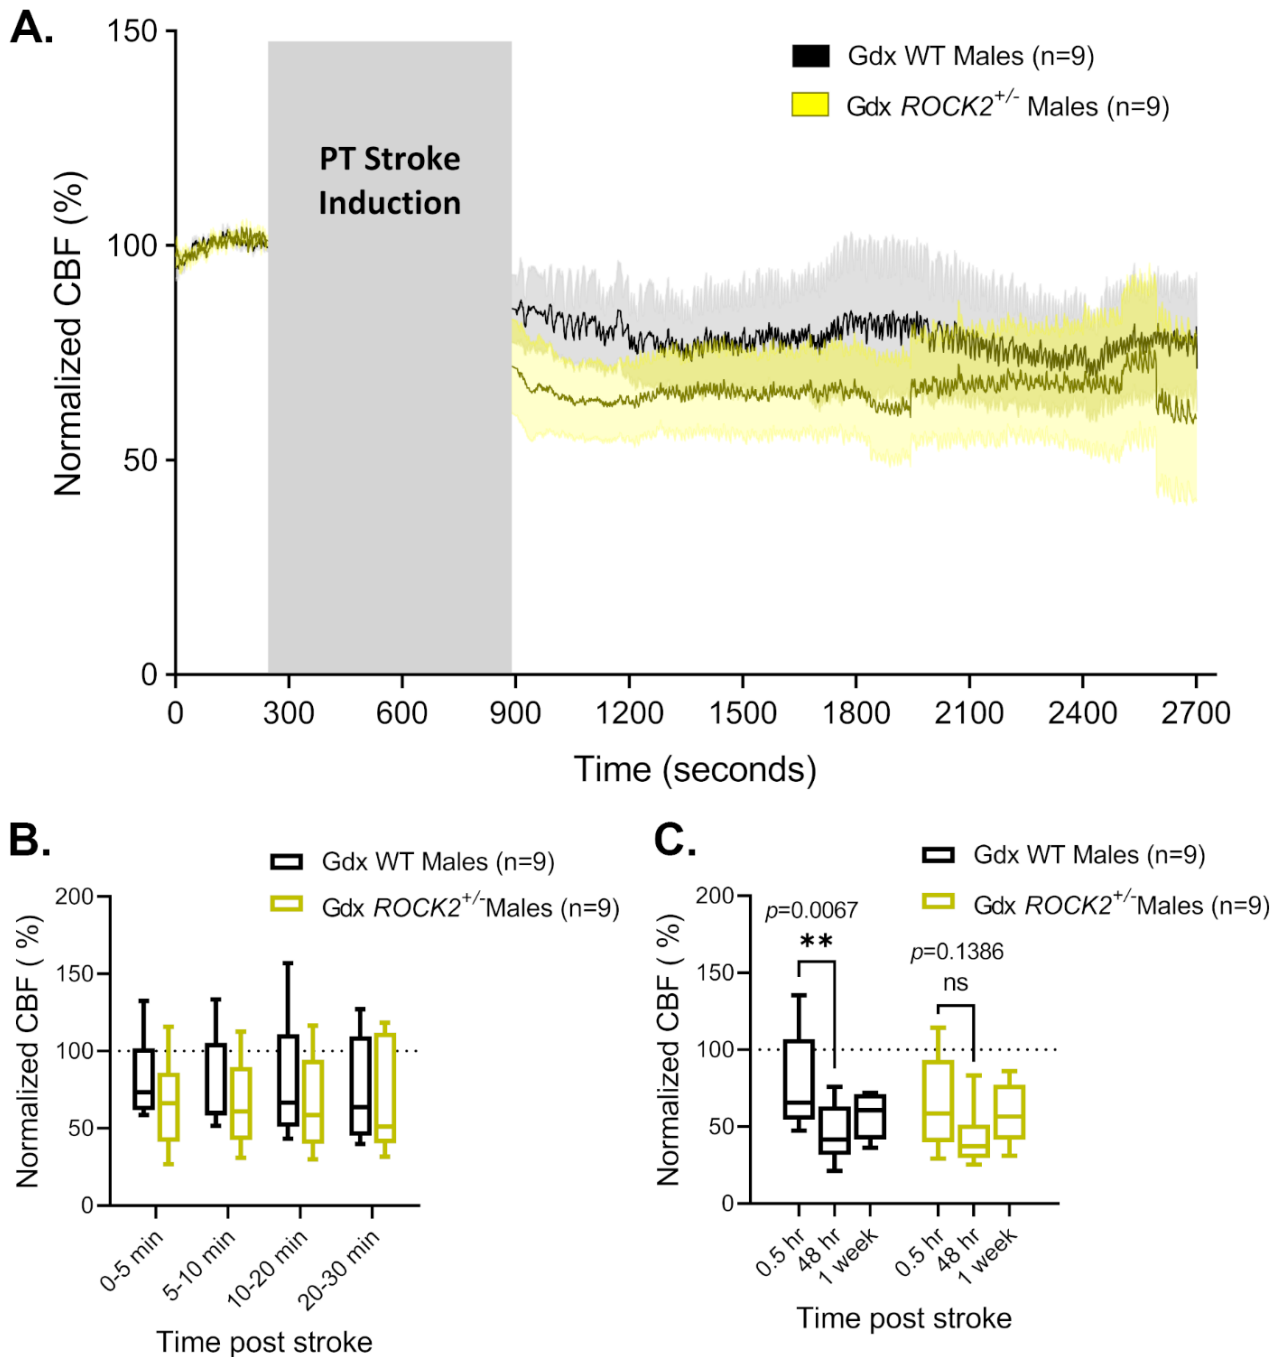 A.
150
100
50
0
Normalized CBF (%)
PT Stroke
Induction
Gdx WT Males (n=9)
Gdx ROCK2+/- Males (n=9)
0 300 600 900 1200 1500 1800 2100 2400 2700
Time (seconds)
B.
Gdx WT Males (n=9)
Gdx ROCK2+/-Males (n=9)
200
150
100
50
0
Normalized CBF ( %)
0-5 min 5-10 min 10-20 min 20-30 min
Time post stroke
C.
Gdx WT Males (n=9)
Gdx ROCK2+/-Males (n=9)
200
150
100
50
0
Normalized CBF ( %)
p=0.0067
**
p=0.1386
ns
0.5 hr 48 hr 1 week 0.5 hr 48 hr 1 week
Time post stroke